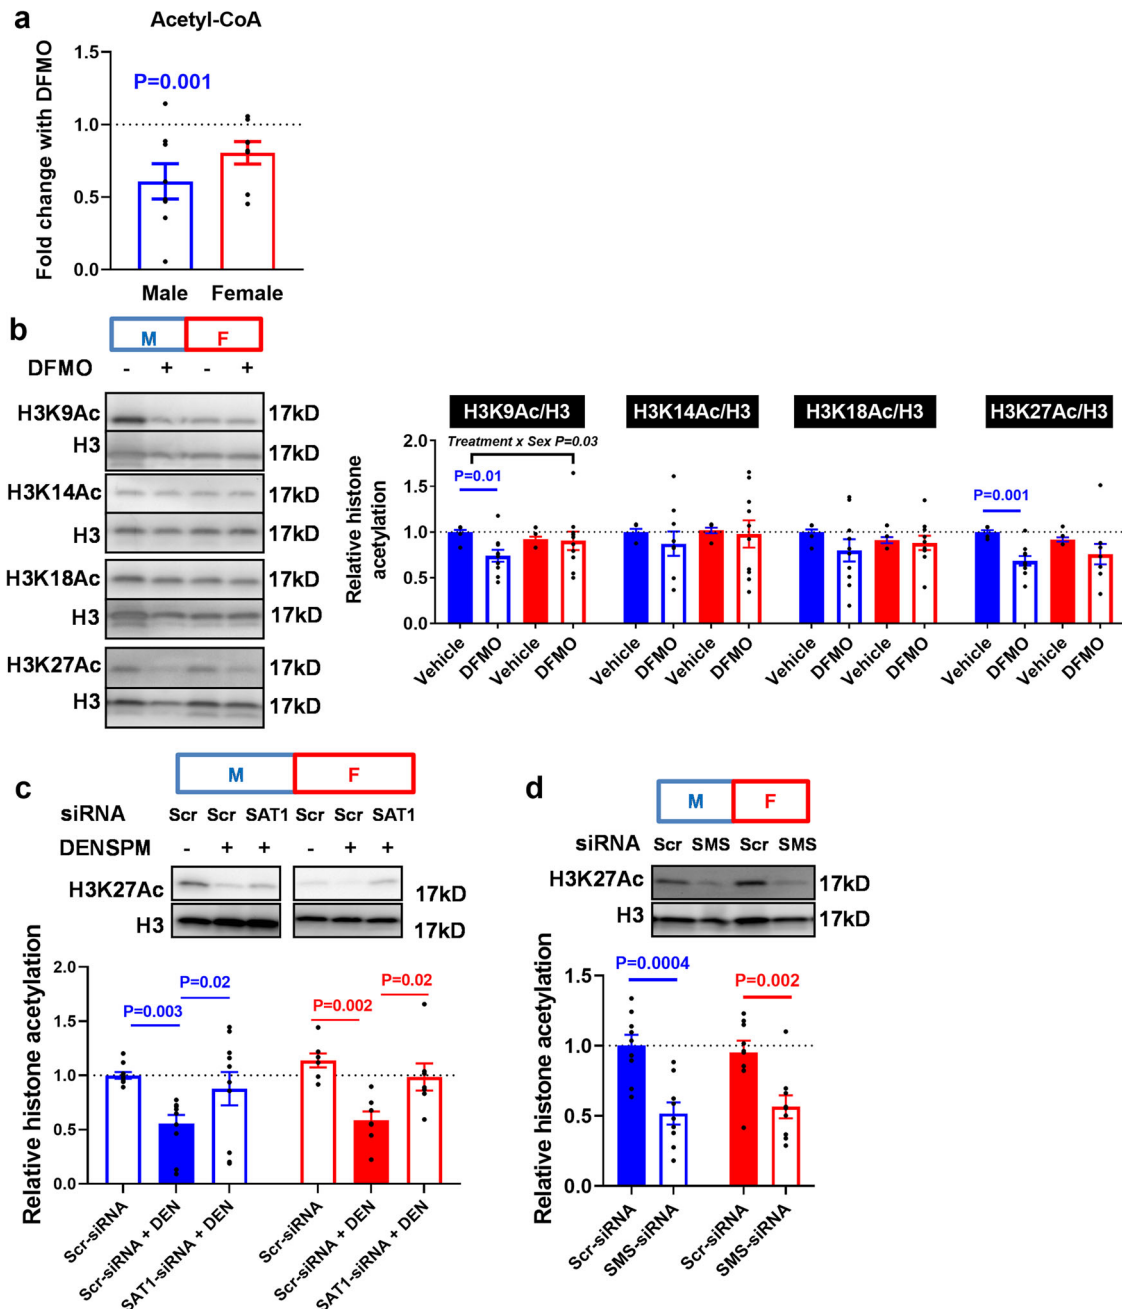 a
Acetyl-CoA
Fold change with DFMO
1.5
1.0
0.5
0.0
P=0.001
Male Female
b
M F
DFMO - + - +
H3K9Ac 17kD
H3 17kD
H3K14Ac 17kD
H3 17kD
H3K18Ac 17kD
H3 17kD
H3K27Ac 17kD
H3 17kD
H3K9Ac/H3 H3K14Ac/H3 H3K18Ac/H3 H3K27Ac/H3
Treatment x Sex P=0.03
P=0.01
P=0.001
Relative histone
acetylation
2.0
1.5
1.0
0.5
0.0
Vehicle DFMO Vehicle DFMO Vehicle DFMO Vehicle DFMO Vehicle DFMO Vehicle DFMO Vehicle DFMO Vehicle DFMO
c
M F
siRNA Scr Scr SAT1 Scr Scr SAT1
DENSPM - + + - + +
H3K27Ac 17kD
H3 17kD
Relative histone acetylation
2.0
1.5
1.0
0.5
0.0
P=0.003
P=0.02
P=0.002
P=0.02
Scr-siRNA
Scr-siRNA + DEN
SAT1-siRNA + DEN
Scr-siRNA
Scr-siRNA + DEN
SAT1-siRNA + DEN
d
M F
siRNA Scr SMS Scr SMS
H3K27Ac 17kD
H3 17kD
Relative histone acetylation
1.5
1.0
0.5
0.0
P=0.0004
P=0.002
Scr-siRNA
SMS-siRNA
Scr-siRNA
SMS-siRNA